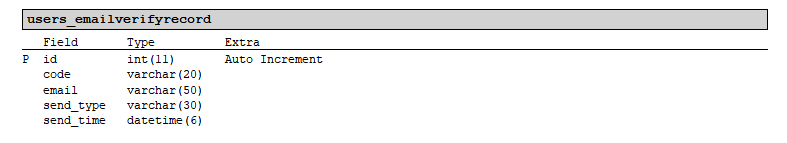 users_emailverifyrecord
Field Type Extra
P id int(11) Auto Increment
code varchar(20)
email varchar(50)
send_type varchar(30)
send_time datetime(6)